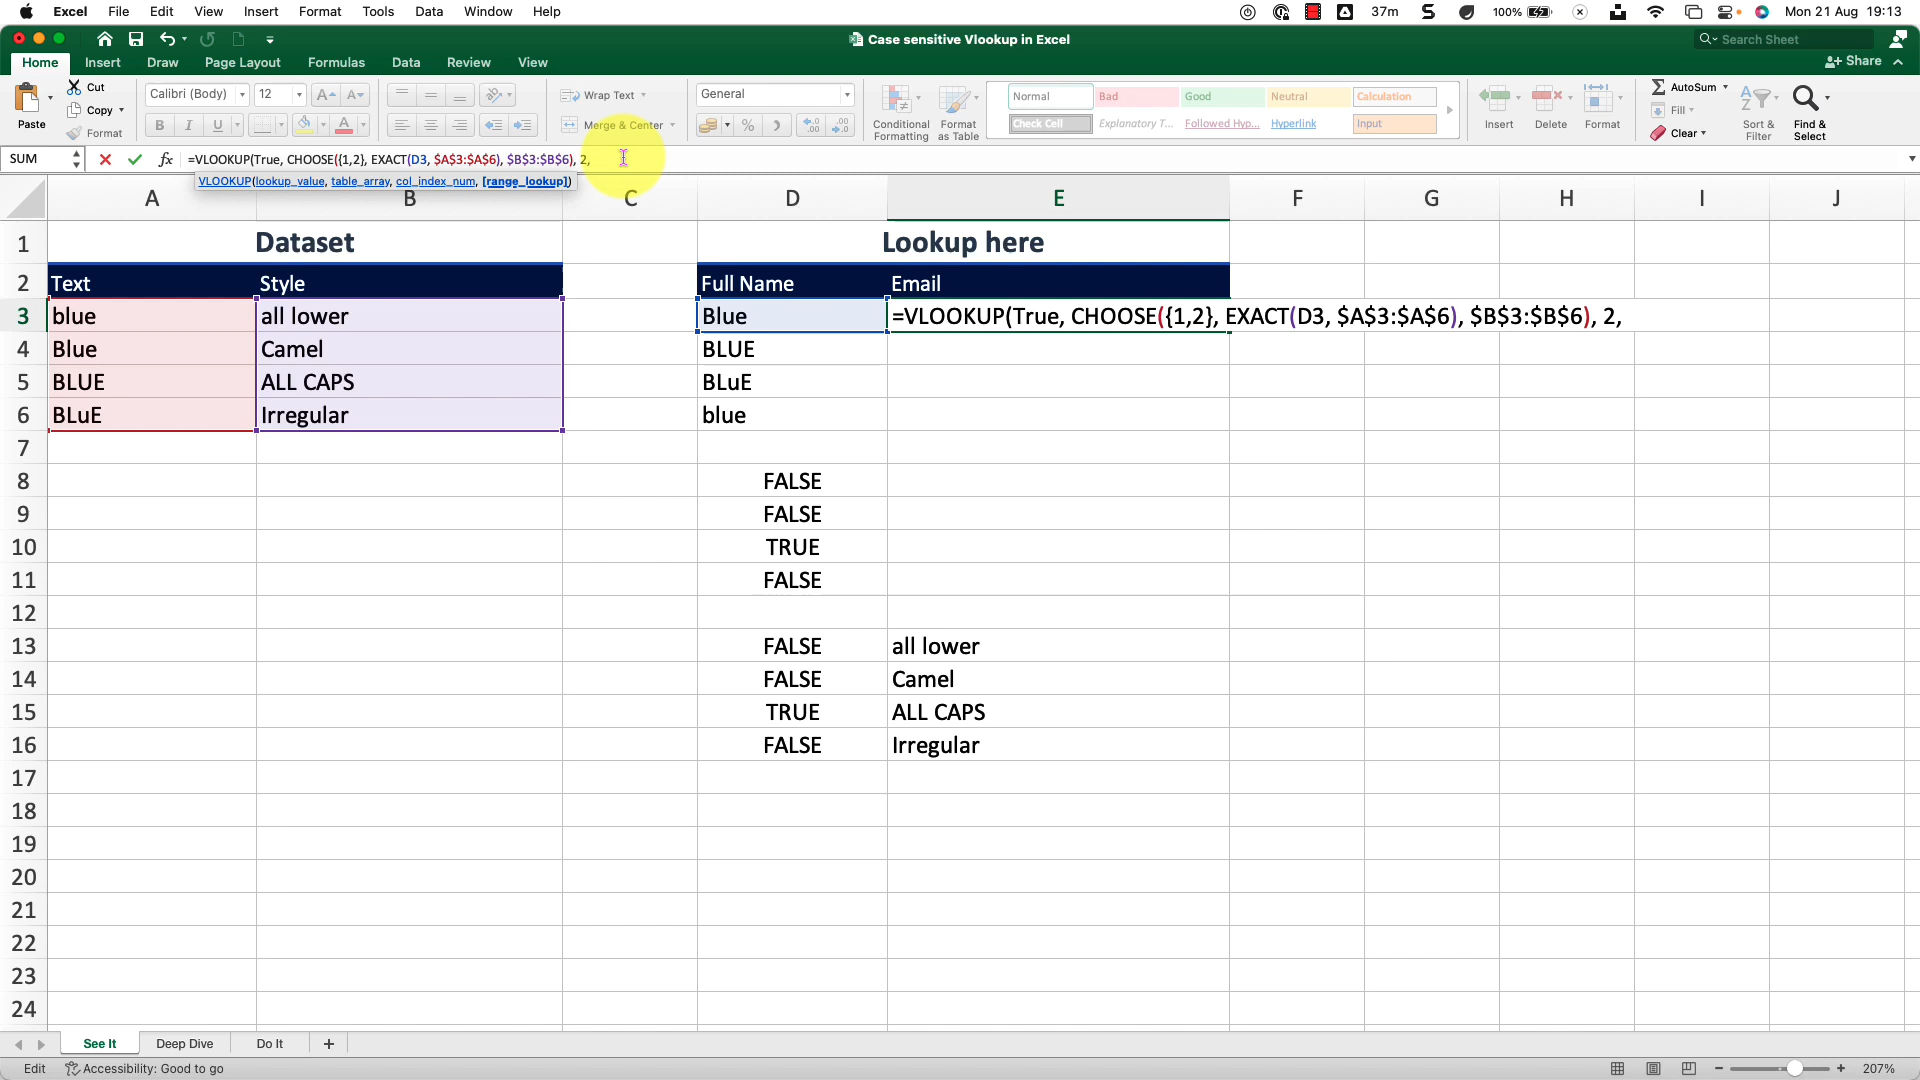 Excel File Edit View Insert Format Tools Data Window Help 37m 100% Mon 21 Aug 19:13
Case sensitive Vlookup in Excel Search Sheet
Home Insert Draw Page Layout Formulas Data Review View Share
Paste Cut Copy Format
Calibri (Body) 12 A A
B I U A
Wrap Text
Merge & Center
General
% .00
Conditional Formatting
Format as Table
Normal Bad Good Neutral Calculation
Check Cell Explanatory T... Followed Hyp... Hyperlink Input
Insert Delete Format
AutoSum
Fill
Clear
Sort & Filter
Find & Select
SUM fx =VLOOKUP(True, CHOOSE({1,2}, EXACT(D3, $A$3:$A$6), $B$3:$B$6), 2,
VLOOKUP(lookup_value, table_array, col_index_num, [range_lookup])
A B C D E F G H I J
1 Dataset Lookup here
2 Text Style Full Name Email
3 blue all lower Blue =VLOOKUP(True, CHOOSE({1,2}, EXACT(D3, $A$3:$A$6), $B$3:$B$6), 2,
4 Blue Camel BLUE
5 BLUE ALL CAPS BLuE
6 BLuE Irregular blue
7
8 FALSE
9 FALSE
10 TRUE
11 FALSE
12
13 FALSE all lower
14 FALSE Camel
15 TRUE ALL CAPS
16 FALSE Irregular
17
18
19
20
21
22
23
24
See It Deep Dive Do It +
Edit Accessibility: Good to go 207%